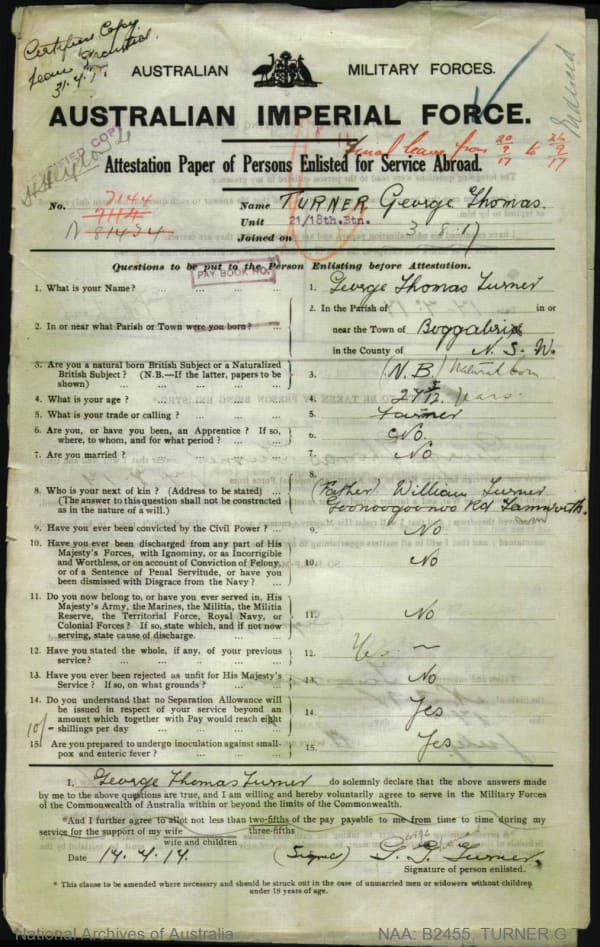 Certified Copy
31.4.1
AUSTRALIAN MILITARY FORCES.
AUSTRALIAN IMPERIAL FORCE.
Final leave from 20/9/17 to 26/9/17
Attestation Paper of Persons Enlisted for Service Abroad.
No. 7144
N 81434
Name TURNER George Thomas.
Unit 21/18th. Btn.
Joined on 3.8.17
Questions to be put to the Person Enlisting before Attestation.
PAY BOOK NO.
1. What is your Name? ... 1. George Thomas Turner
2. In or near what Parish or Town were you born? ... 2. In the Parish of in or
near the Town of Boggabri
in the County of N. S. W.
3. Are you a natural born British Subject or a Naturalized
British Subject? (N.B.—If the latter, papers to be
shown) ... 3. (N.B.) Natural born
4. What is your age? ... 4. years.
5. What is your trade or calling? ... 5. Farmer
6. Are you, or have you been, an Apprentice? If so,
where, to whom, and for what period? ... 6. No.
7. Are you married? ... 7. No
8. Who is your next of kin? (Address to be stated) ...
(The answer to this question shall not be constructed
as in the nature of a will.)
8. (Father) William Turner
Goonoogoonoo Rd Tamworth.
NSW
9. Have you ever been convicted by the Civil Power? ... 9. No
10. Have you ever been discharged from any part of His
Majesty's Forces, with Ignominy, or as Incorrigible
and Worthless, or on account of Conviction of Felony,
or of a Sentence of Penal Servitude, or have you
been dismissed with Disgrace from the Navy? ... 10. No
11. Do you now belong to, or have you ever served in, His
Majesty's Army, the Marines, the Militia, the Militia
Reserve, the Territorial Force, Royal Navy, or
Colonial Forces? If so, state which, and if not now
serving, state cause of discharge. 11. No
12. Have you stated the whole, if any, of your previous
service? ... 12. Yes
13. Have you ever been rejected as unfit for His Majesty's
Service? If so, on what grounds? ... 13. No
14. Do you understand that no Separation Allowance will
be issued in respect of your service beyond an
amount which together with Pay would reach eight
10/- shillings per day ... 14. Yes
15. Are you prepared to undergo inoculation against small-
pox and enteric fever? ... 15. Yes
I, George Thomas Turner do solemnly declare that the above answers made
by me to the above questions are true, and I am willing and hereby voluntarily agree to serve in the Military Forces
of the Commonwealth of Australia within or beyond the limits of the Commonwealth.
*And I further agree to allot not less than two-fifths of the pay payable to me from time to time during my
service for the support of my wife three-fifths
wife and children
Date 14.4.17. (Signed) G. T. Turner.
Signature of person enlisted.
* This clause to be amended where necessary and should be struck out in the case of unmarried men or widowers without children
under 18 years of age.
National Archives of Australia NAA: B2455, TURNER G T